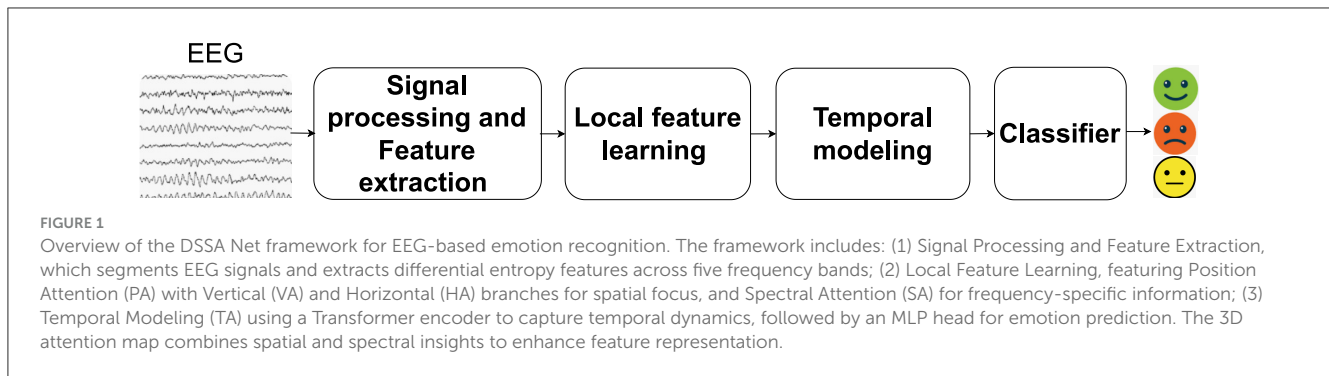 EEG
Signal
processing and
Feature
extraction
Local feature
learning
Temporal
modeling
Classifier
FIGURE 1
Overview of the DSSA Net framework for EEG-based emotion recognition. The framework includes: (1) Signal Processing and Feature Extraction,
which segments EEG signals and extracts differential entropy features across five frequency bands; (2) Local Feature Learning, featuring Position
Attention (PA) with Vertical (VA) and Horizontal (HA) branches for spatial focus, and Spectral Attention (SA) for frequency-specific information; (3)
Temporal Modeling (TA) using a Transformer encoder to capture temporal dynamics, followed by an MLP head for emotion prediction. The 3D
attention map combines spatial and spectral insights to enhance feature representation.